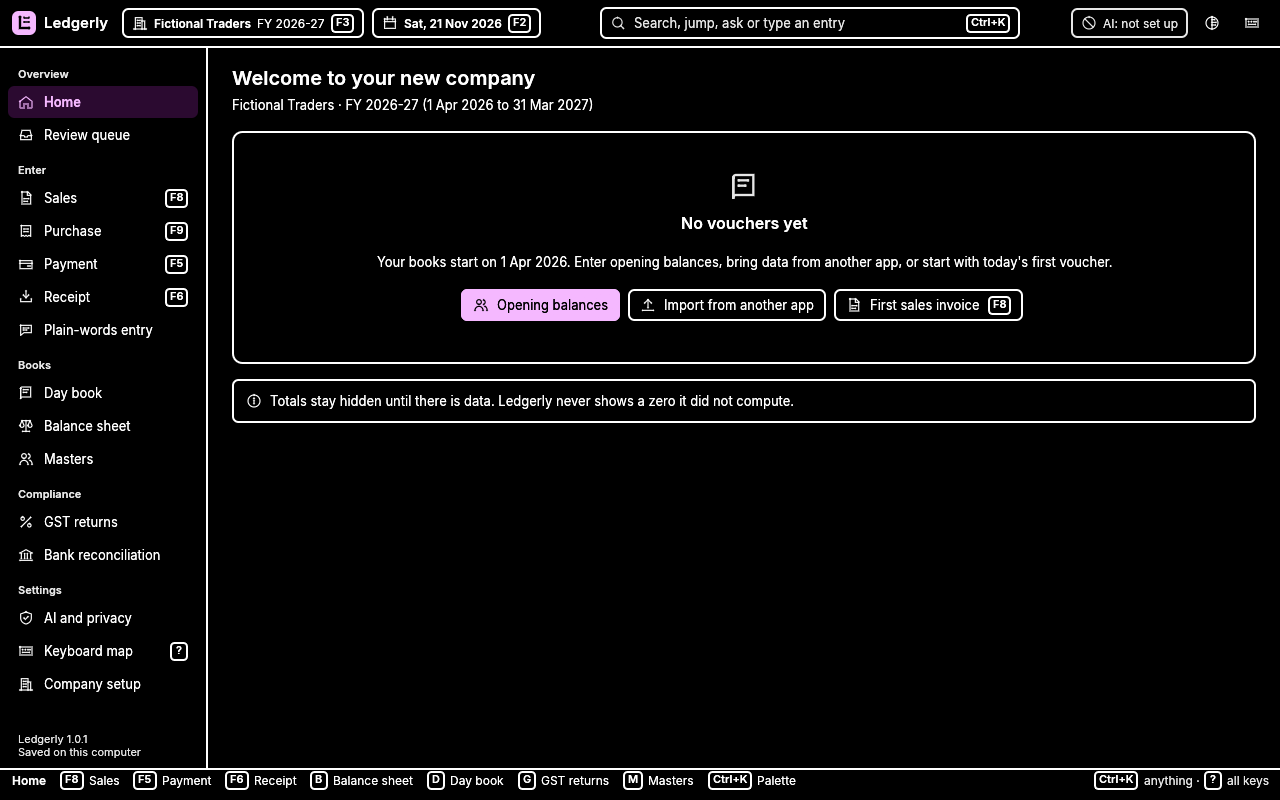 Ledgerly
Fictional Traders FY 2026-27 F3
Sat, 21 Nov 2026 F2
Search, jump, ask or type an entry Ctrl+K
AI: not set up
Overview
Home
Review queue
Enter
Sales F8
Purchase F9
Payment F5
Receipt F6
Plain-words entry
Books
Day book
Balance sheet
Masters
Compliance
GST returns
Bank reconciliation
Settings
AI and privacy
Keyboard map ?
Company setup
Ledgerly 1.0.1
Saved on this computer
Welcome to your new company
Fictional Traders · FY 2026-27 (1 Apr 2026 to 31 Mar 2027)
No vouchers yet
Your books start on 1 Apr 2026. Enter opening balances, bring data from another app, or start with today's first voucher.
Opening balances
Import from another app
First sales invoice F8
Totals stay hidden until there is data. Ledgerly never shows a zero it did not compute.
Home F8 Sales F5 Payment F6 Receipt B Balance sheet D Day book G GST returns M Masters Ctrl+K Palette
Ctrl+K anything · ? all keys